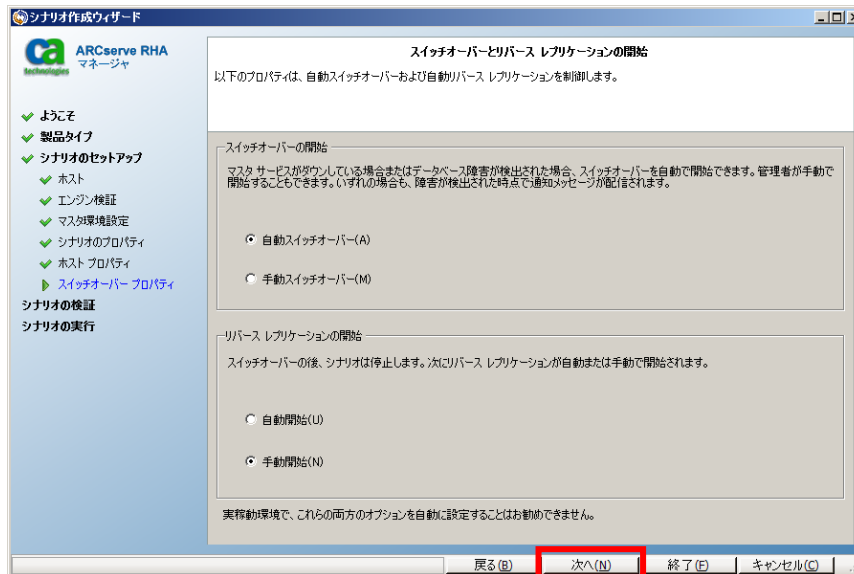 シナリオ作成ウィザード
ca
technologies
ARCserve RHA
マネージャ
ようこそ
製品タイプ
シナリオのセットアップ
ホスト
エンジン検証
マスタ環境設定
シナリオのプロパティ
ホスト プロパティ
スイッチオーバー プロパティ
シナリオの検証
シナリオの実行
スイッチオーバーとリバース レプリケーションの開始
以下のプロパティは、自動スイッチオーバーおよび自動リバース レプリケーションを制御します。
スイッチオーバーの開始
マスタ サービスがダウンしている場合またはデータベース障害が検出された場合、スイッチオーバーを自動で開始できます。管理者が手動で
開始することもできます。いずれの場合も、障害が検出された時点で通知メッセージが配信されます。
自動スイッチオーバー(A)
手動スイッチオーバー(M)
リバース レプリケーションの開始
スイッチオーバーの後、シナリオは停止します。次にリバース レプリケーションが自動または手動で開始されます。
自動開始(U)
手動開始(N)
実稼動環境で、これらの両方のオプションを自動に設定することはお勧めできません。
戻る(B) 次へ(N) 終了(F) キャンセル(C)